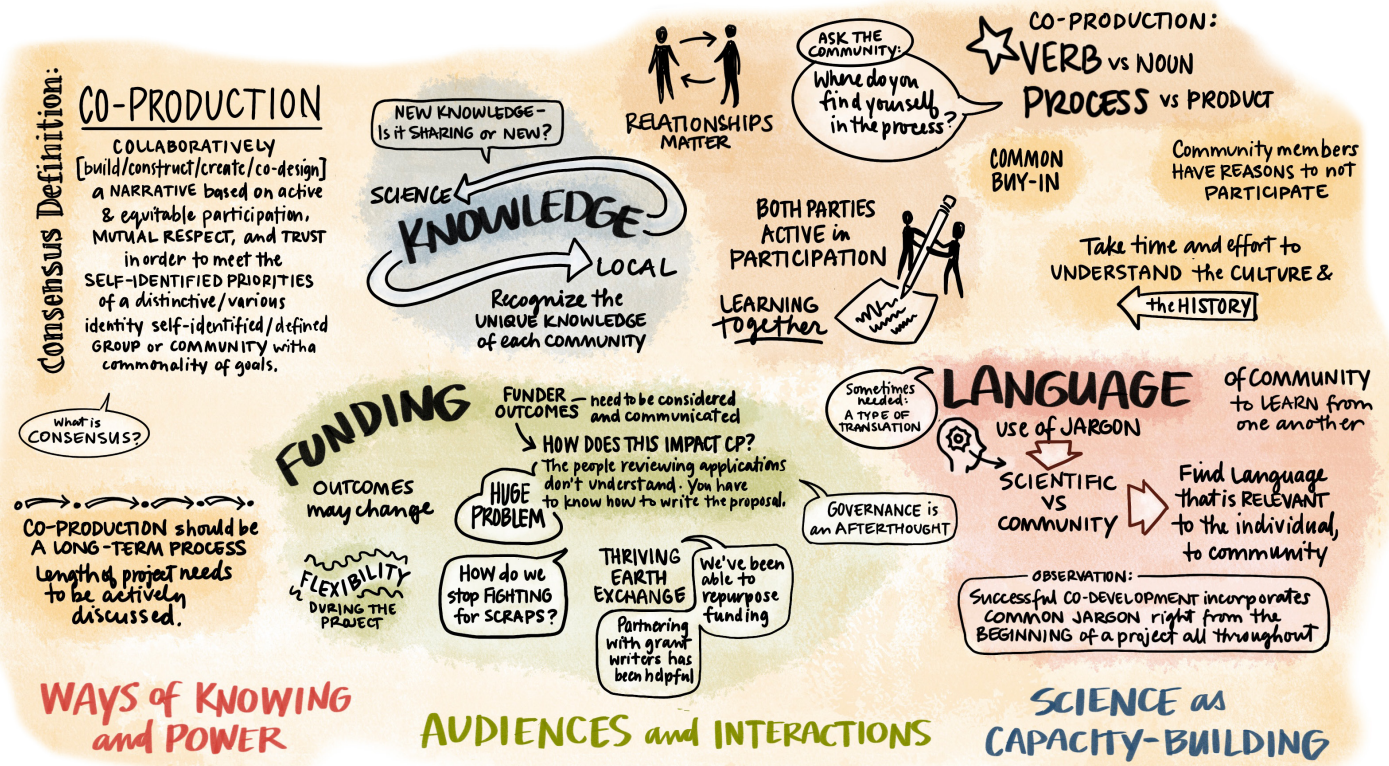 Consensus Definition:
CO-PRODUCTION
COLLABORATIVELY
[build/construct/create/co-design]
a NARRATIVE based on active
& equitable participation,
MUTUAL RESPECT, and TRUST
in order to meet the
SELF-IDENTIFIED PRIORITIES
of a distinctive/various
identity self-identified/defined
GROUP or COMMUNITY with a
commonality of goals.
What is
CONSENSUS?
CO-PRODUCTION should be
A LONG-TERM PROCESS
Length of project needs
to be actively
discussed.
NEW KNOWLEDGE-
Is it SHARING or NEW?
SCIENCE
KNOWLEDGE
LOCAL
Recognize the
UNIQUE KNOWLEDGE
of each COMMUNITY
RELATIONSHIPS
MATTER
ASK THE
COMMUNITY:
Where do you
find yourself
in the process?
CO-PRODUCTION:
VERB vs NOUN
PROCESS vs PRODUCT
COMMON
BUY-IN
Community members
HAVE REASONS to not
PARTICIPATE
BOTH PARTIES
ACTIVE in
PARTICIPATION
LEARNING
together
Take time and effort to
UNDERSTAND the CULTURE &
the HISTORY
FUNDING
FUNDER
OUTCOMES
need to be considered
and communicated
HOW DOES THIS IMPACT CP?
The people reviewing applications
don't understand. You have
to know how to write the proposal.
HUGE
PROBLEM
OUTCOMES
may change
FLEXIBILITY
DURING THE
PROJECT
HOW do we
stop FIGHTING
for SCRAPS?
THRIVING
EARTH
EXCHANGE
We've been
able to
repurpose
funding
Partnering
with grant
writers has
been helpful
GOVERNANCE is
an AFTERTHOUGHT
Sometimes
needed:
A TYPE OF
TRANSLATION
LANGUAGE
of COMMUNITY
to LEARN from
one another
use of JARGON
SCIENTIFIC
VS
COMMUNITY
Find Language
that is RELEVANT
to the individual,
to community
OBSERVATION:
Successful CO-DEVELOPMENT incorporates
COMMON JARGON right from the
BEGINNING of a project all throughout
WAYS of KNOWING
and POWER
AUDIENCES and INTERACTIONS
SCIENCE as
CAPACITY-BUILDING